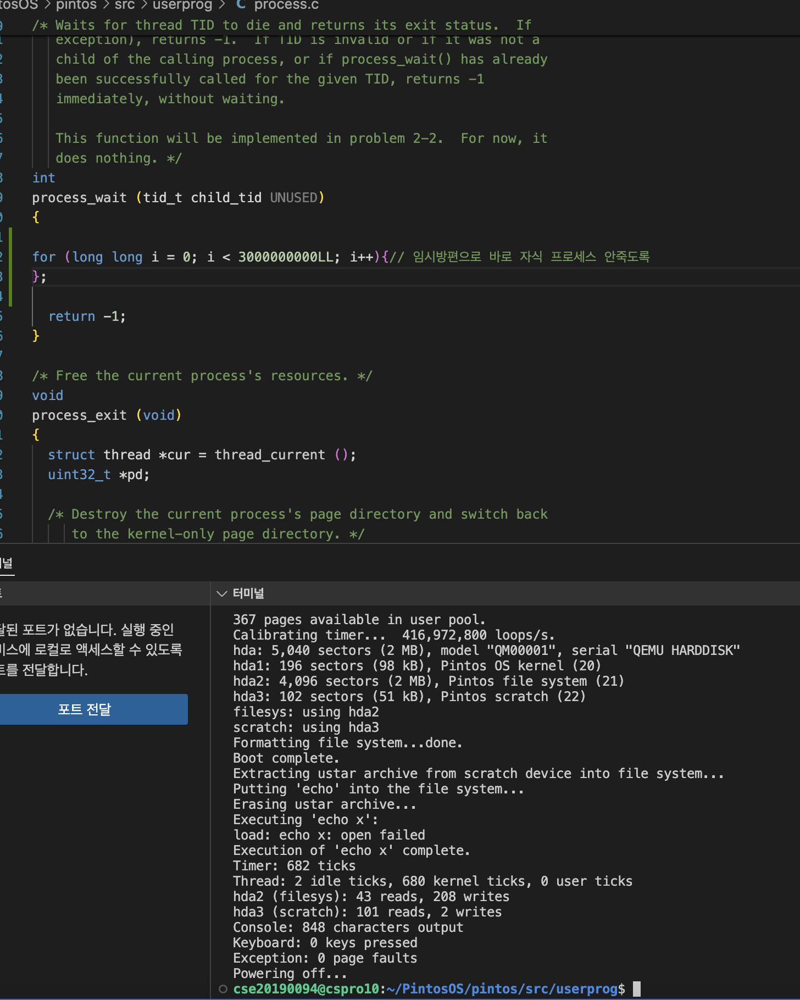 tosOS > pintos > src > userprog > C process.c
/* Waits for thread TID to die and returns its exit status.  If
exception), returns -1.  If TID is invalid or if it was not a
child of the calling process, or if process_wait() has already
been successfully called for the given TID, returns -1
immediately, without waiting.
This function will be implemented in problem 2-2.  For now, it
does nothing. */
int
process_wait (tid_t child_tid UNUSED)
{
for (long long i = 0; i < 3000000000LL; i++){// 임시방편으로 바로 자식 프로세스 안죽도록
};
return -1;
}
/* Free the current process's resources. */
void
process_exit (void)
{
struct thread *cur = thread_current ();
uint32_t *pd;
/* Destroy the current process's page directory and switch back
to the kernel-only page directory. */
널
트
달된 포트가 없습니다. 실행 중인
비스에 로컬로 액세스할 수 있도록
트를 전달합니다.
포트 전달
터미널
367 pages available in user pool.
Calibrating timer...  416,972,800 loops/s.
hda: 5,040 sectors (2 MB), model "QM00001", serial "QEMU HARDDISK"
hda1: 196 sectors (98 kB), Pintos OS kernel (20)
hda2: 4,096 sectors (2 MB), Pintos file system (21)
hda3: 102 sectors (51 kB), Pintos scratch (22)
filesys: using hda2
scratch: using hda3
Formatting file system...done.
Boot complete.
Extracting ustar archive from scratch device into file system...
Putting 'echo' into the file system...
Erasing ustar archive...
Executing 'echo x':
load: echo x: open failed
Execution of 'echo x' complete.
Timer: 682 ticks
Thread: 2 idle ticks, 680 kernel ticks, 0 user ticks
hda2 (filesys): 43 reads, 208 writes
hda3 (scratch): 101 reads, 2 writes
Console: 848 characters output
Keyboard: 0 keys pressed
Exception: 0 page faults
Powering off...
cse20190094@cspro10:~/PintosOS/pintos/src/userprog$